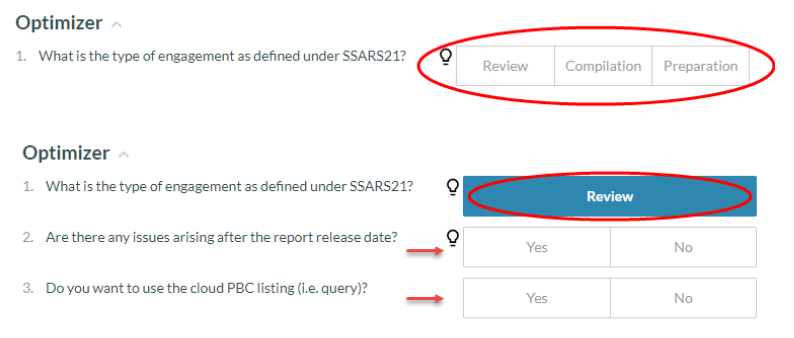 Optimizer
1. What is the type of engagement as defined under SSARS21?
Review Compilation Preparation
Optimizer
1. What is the type of engagement as defined under SSARS21?
Review
2. Are there any issues arising after the report release date?
Yes No
3. Do you want to use the cloud PBC listing (i.e. query)?
Yes No